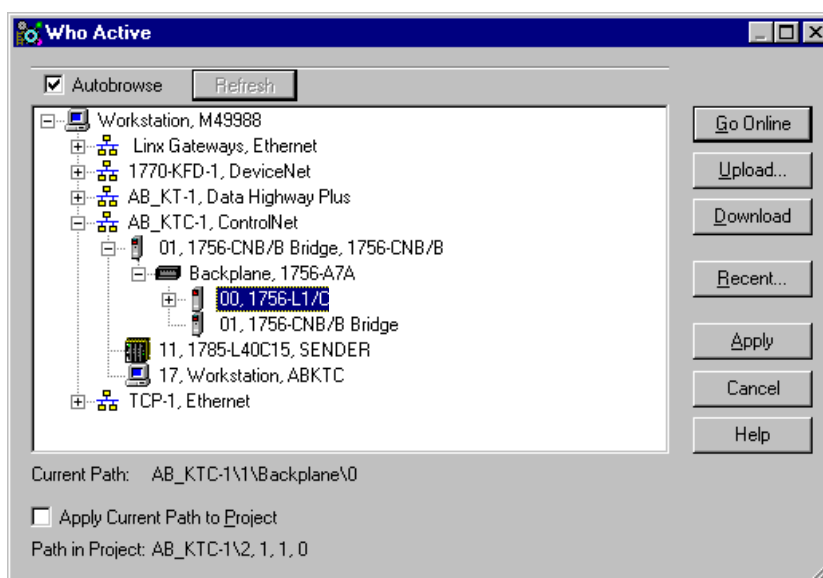 Who Active
Autobrowse
Refresh
Workstation, M49988
Linx Gateways, Ethernet
1770-KFD-1, DeviceNet
AB_KT-1, Data Highway Plus
AB_KTC-1, ControlNet
01, 1756-CNB/B Bridge, 1756-CNB/B
Backplane, 1756-A7A
00, 1756-L1/C
01, 1756-CNB/B Bridge
11, 1785-L40C15, SENDER
17, Workstation, ABKTC
TCP-1, Ethernet
Go Online
Upload...
Download
Recent...
Apply
Cancel
Help
Current Path: AB_KTC-1\1\Backplane\0
Apply Current Path to Project
Path in Project: AB_KTC-1\2, 1, 1, 0